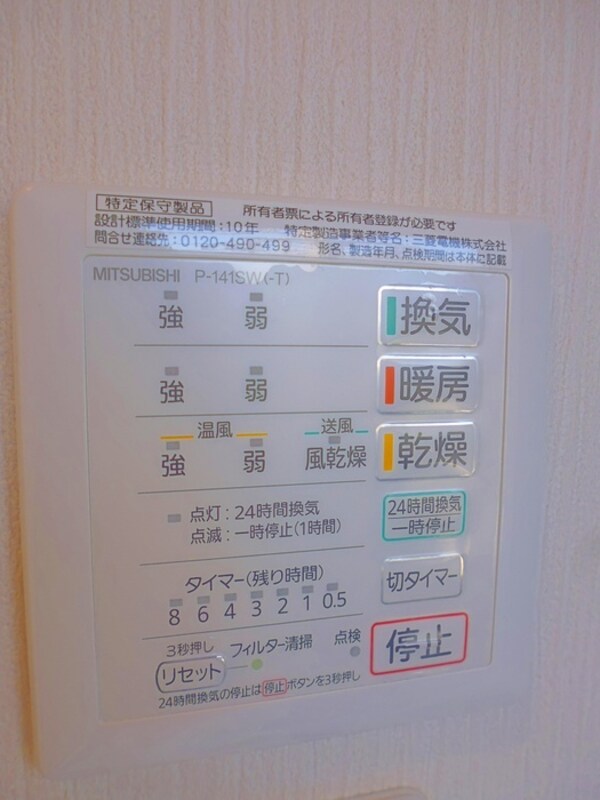 特定保守製品 所有者票による所有者登録が必要です
設計標準使用期間:10年 特定製造事業者等名:三菱電機株式会社
問合せ連絡先:0120-490-499 形名、製造年月、点検期間は本体に記載
MITSUBISHI P-141SW(-T)
強 弱 換気
強 弱 暖房
温風 送風
強 弱 風乾燥 乾燥
点灯:24時間換気
点滅:一時停止(1時間)
24時間換気
一時停止
タイマー(残り時間)
8 6 4 3 2 1 0.5
切タイマー
3秒押し フィルター清掃 点検
リセット
停止
24時間換気の停止は停止ボタンを3秒押し